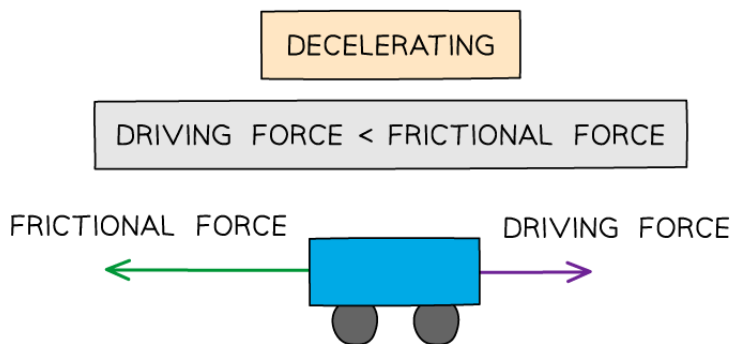 DECELERATING
DRIVING FORCE < FRICTIONAL FORCE
FRICTIONAL FORCE
DRIVING FORCE